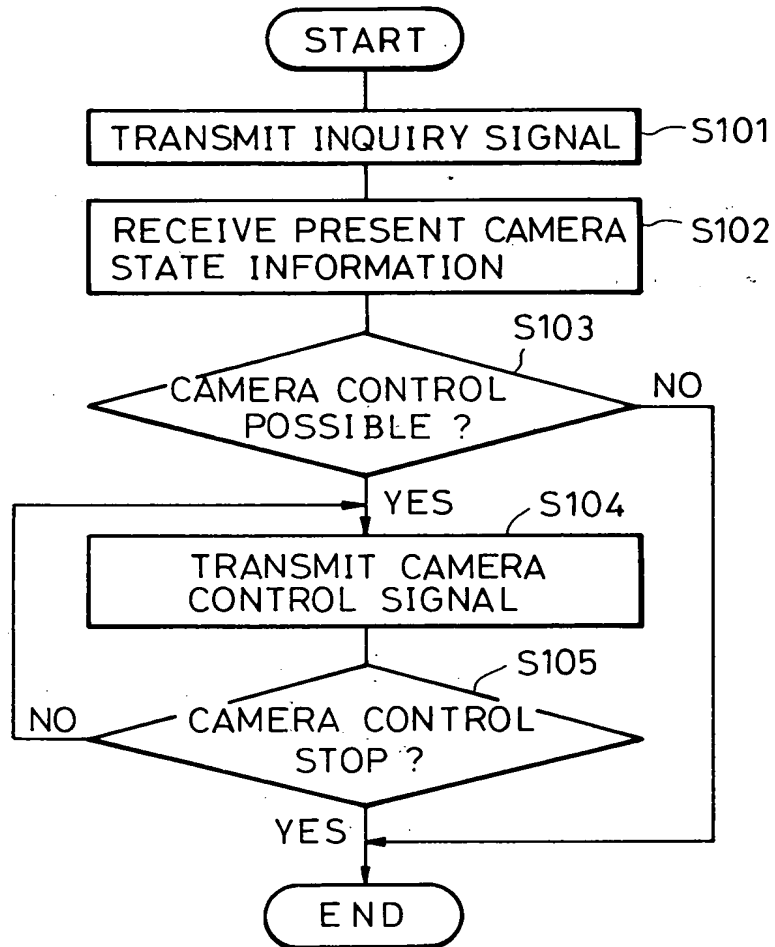 START
TRANSMIT INQUIRY SIGNAL
S101
RECEIVE PRESENT CAMERA
STATE INFORMATION
S102
S103
CAMERA CONTROL
POSSIBLE ?
NO
YES
S104
TRANSMIT CAMERA
CONTROL SIGNAL
S105
NO
CAMERA CONTROL
STOP ?
YES
END